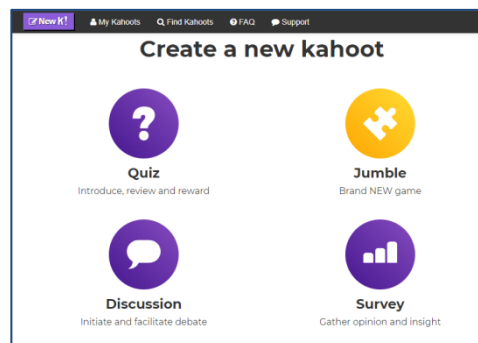 New K! My Kahoots Find Kahoots FAQ Support
Create a new kahoot
Quiz
Introduce, review and reward
Jumble
Brand NEW game
Discussion
Initiate and facilitate debate
Survey
Gather opinion and insight